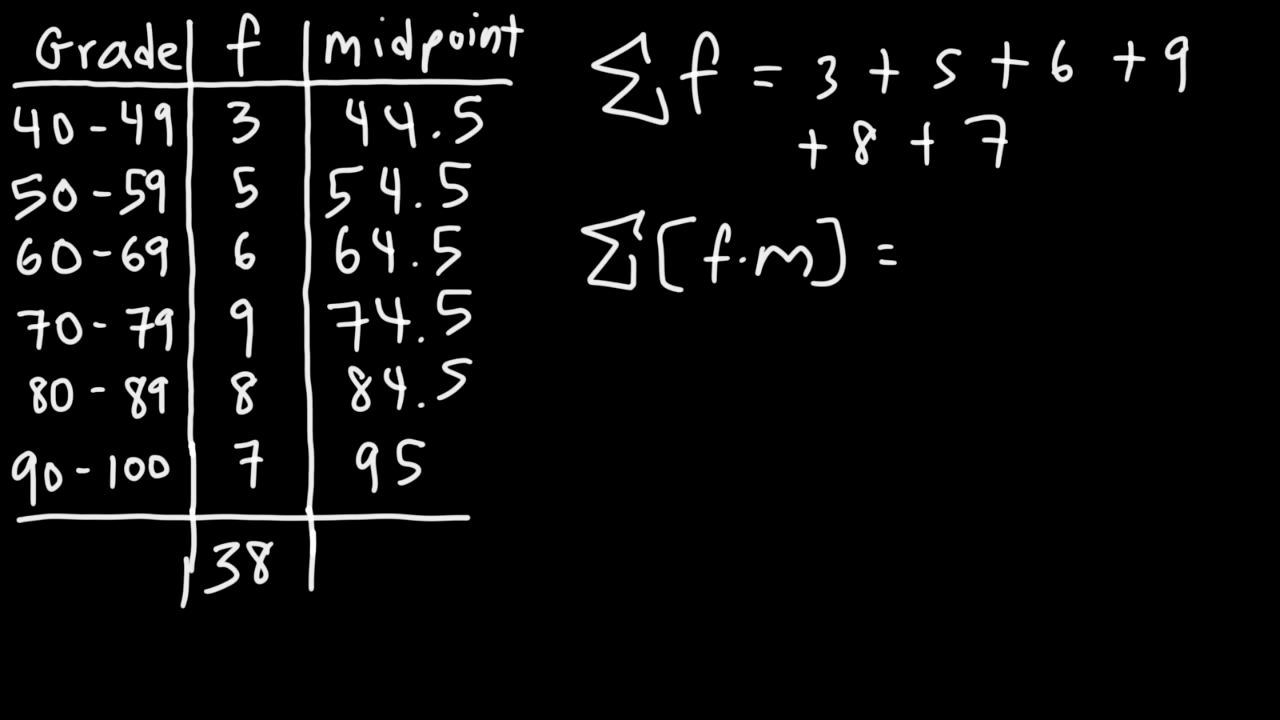 Grade f midpoint
40-49 3 44.5
50-59 5 54.5
60-69 6 64.5
70-79 9 74.5
80-89 8 84.5
90-100 7 95
38
∑f = 3 + 5 + 6 + 9
+ 8 + 7
∑[f·m] =